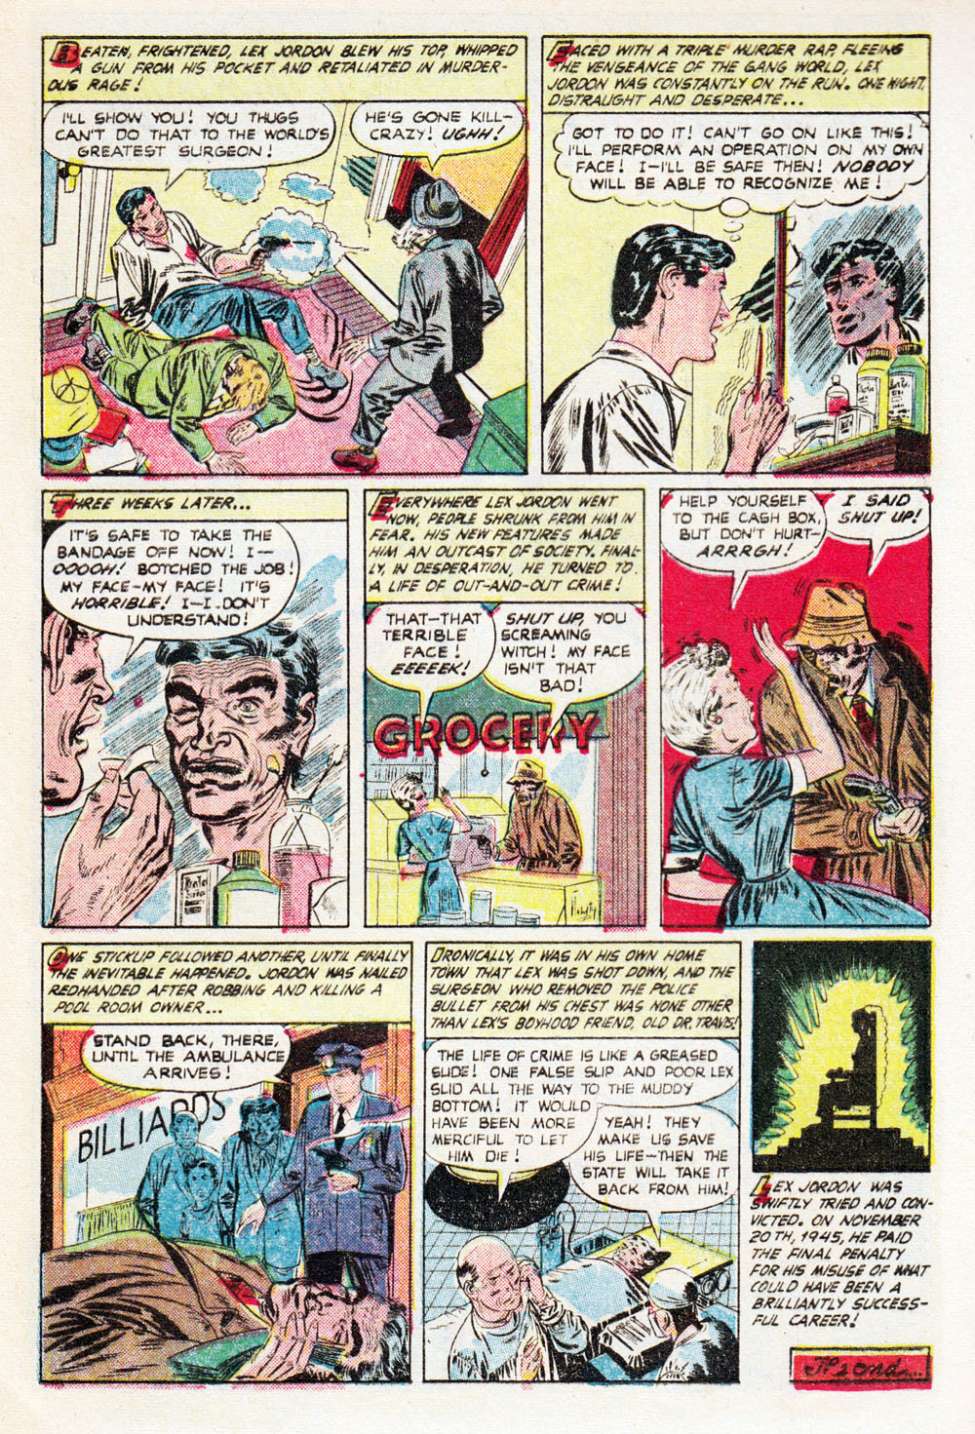 BEATEN, FRIGHTENED, LEX JORDON BLEW HIS TOP, WHIPPED
A GUN FROM HIS POCKET AND RETALIATED IN MURDER-
OUS RAGE!
I'LL SHOW YOU! YOU THUGS
CAN'T DO THAT TO THE WORLD'S
GREATEST SURGEON!
HE'S GONE KILL-
CRAZY! UGHH!
FACED WITH A TRIPLE MURDER RAP, FLEEING
THE VENGEANCE OF THE GANG WORLD, LEX
JORDON WAS CONSTANTLY ON THE RUN. ONE NIGHT,
DISTRAUGHT AND DESPERATE...
GOT TO DO IT! CAN'T GO ON LIKE THIS!
I'LL PERFORM AN OPERATION ON MY OWN
FACE! I-I'LL BE SAFE THEN! NOBODY
WILL BE ABLE TO RECOGNIZE ME!
THREE WEEKS LATER...
IT'S SAFE TO TAKE THE
BANDAGE OFF NOW! I-
OOOOH! BOTCHED THE JOB!
MY FACE-MY FACE! IT'S
HORRIBLE! I-I-DON'T
UNDERSTAND!
EVERYWHERE LEX JORDON WENT
NOW, PEOPLE SHRUNK FROM HIM IN
FEAR. HIS NEW FEATURES MADE
HIM AN OUTCAST OF SOCIETY. FINAL-
LY, IN DESPERATION, HE TURNED TO
A LIFE OF OUT-AND-OUT CRIME!
THAT-THAT
TERRIBLE
FACE!
EEEEEK!
SHUT UP, YOU
SCREAMING
WITCH! MY FACE
ISN'T THAT
BAD!
GROCERY
HELP YOURSELF
TO THE CASH BOX,
BUT DON'T HURT-
ARRRGH!
I SAID
SHUT UP!
ONE STICKUP FOLLOWED ANOTHER, UNTIL FINALLY
THE INEVITABLE HAPPENED. JORDON WAS NAILED
REDHANDED AFTER ROBBING AND KILLING A
POOL ROOM OWNER...
STAND BACK, THERE,
UNTIL THE AMBULANCE
ARRIVES!
BILLIARDS
IRONICALLY, IT WAS IN HIS OWN HOME
TOWN THAT LEX WAS SHOT DOWN, AND THE
SURGEON WHO REMOVED THE POLICE
BULLET FROM HIS CHEST WAS NONE OTHER
THAN LEX'S BOYHOOD FRIEND, OLD DR. TRAVIS!
THE LIFE OF CRIME IS LIKE A GREASED
SLIDE! ONE FALSE SLIP AND POOR LEX
SLID ALL THE WAY TO THE MUDDY
BOTTOM! IT WOULD
HAVE BEEN MORE
MERCIFUL TO LET
HIM DIE!
YEAH! THEY
MAKE US SAVE
HIS LIFE-THEN THE
STATE WILL TAKE IT
BACK FROM HIM!
LEX JORDON WAS
SWIFTLY TRIED AND CON-
VICTED. ON NOVEMBER
20TH, 1945, HE PAID
THE FINAL PENALTY
FOR HIS MISUSE OF WHAT
COULD HAVE BEEN A
BRILLIANTLY SUCCESS-
FUL CAREER!